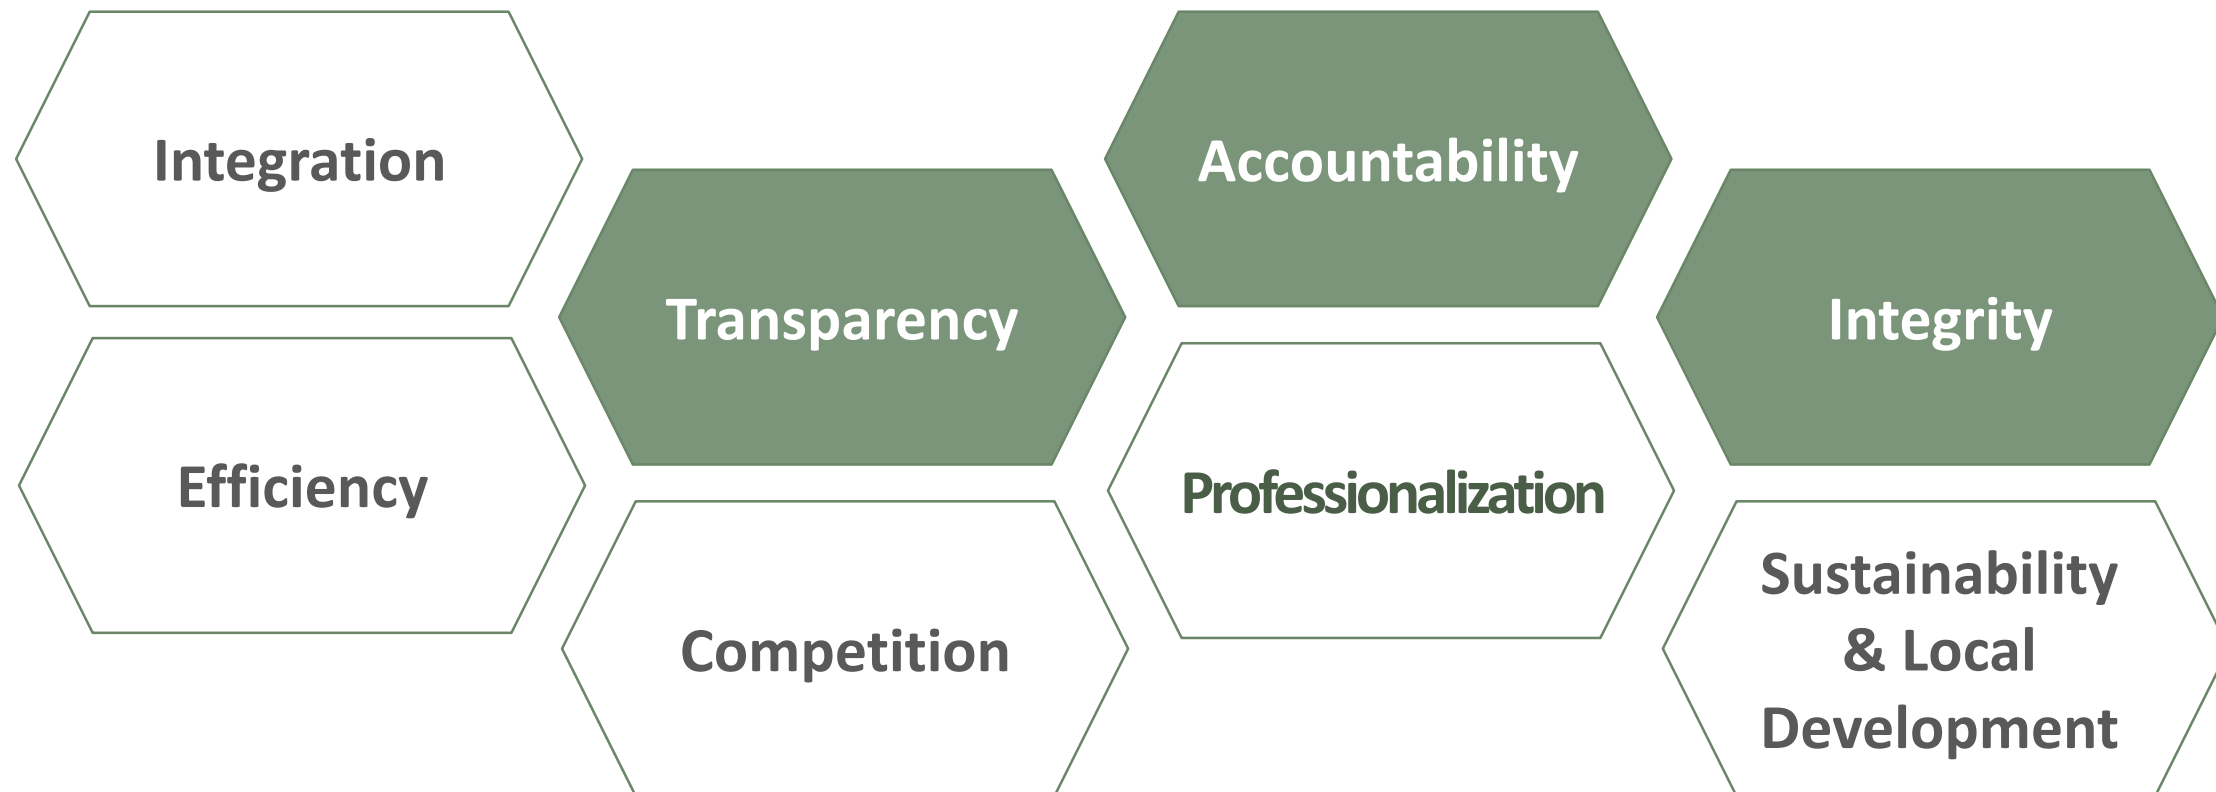 Integration
Accountability
Transparency
Integrity
Efficiency
Professionalization
Competition
Sustainability
& Local
Development